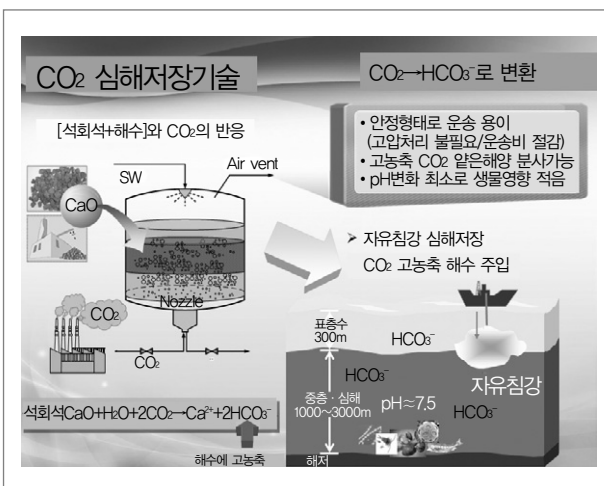 CO₂ 심해저장기술
CO₂→HCO₃⁻로 변환
• 안정형태로 운송 용이
(고압처리 불필요/운송비 절감)
• 고농축 CO₂ 얕은해양 분사가능
• pH변화 최소로 생물영향 적음
[석회석+해수]와 CO₂의 반응
Air vent
SW
CaO
Nozzle
CO₂
CO₂
석회석CaO+H₂O+2CO₂→Ca²⁺+2HCO₃⁻
해수에 고농축
➤ 자유침강 심해저장
CO₂ 고농축 해수 주입
표층수
300m
HCO₃⁻
HCO₃⁻
자유침강
중층·심해
1000~3000m
pH≈7.5
HCO₃⁻
해저